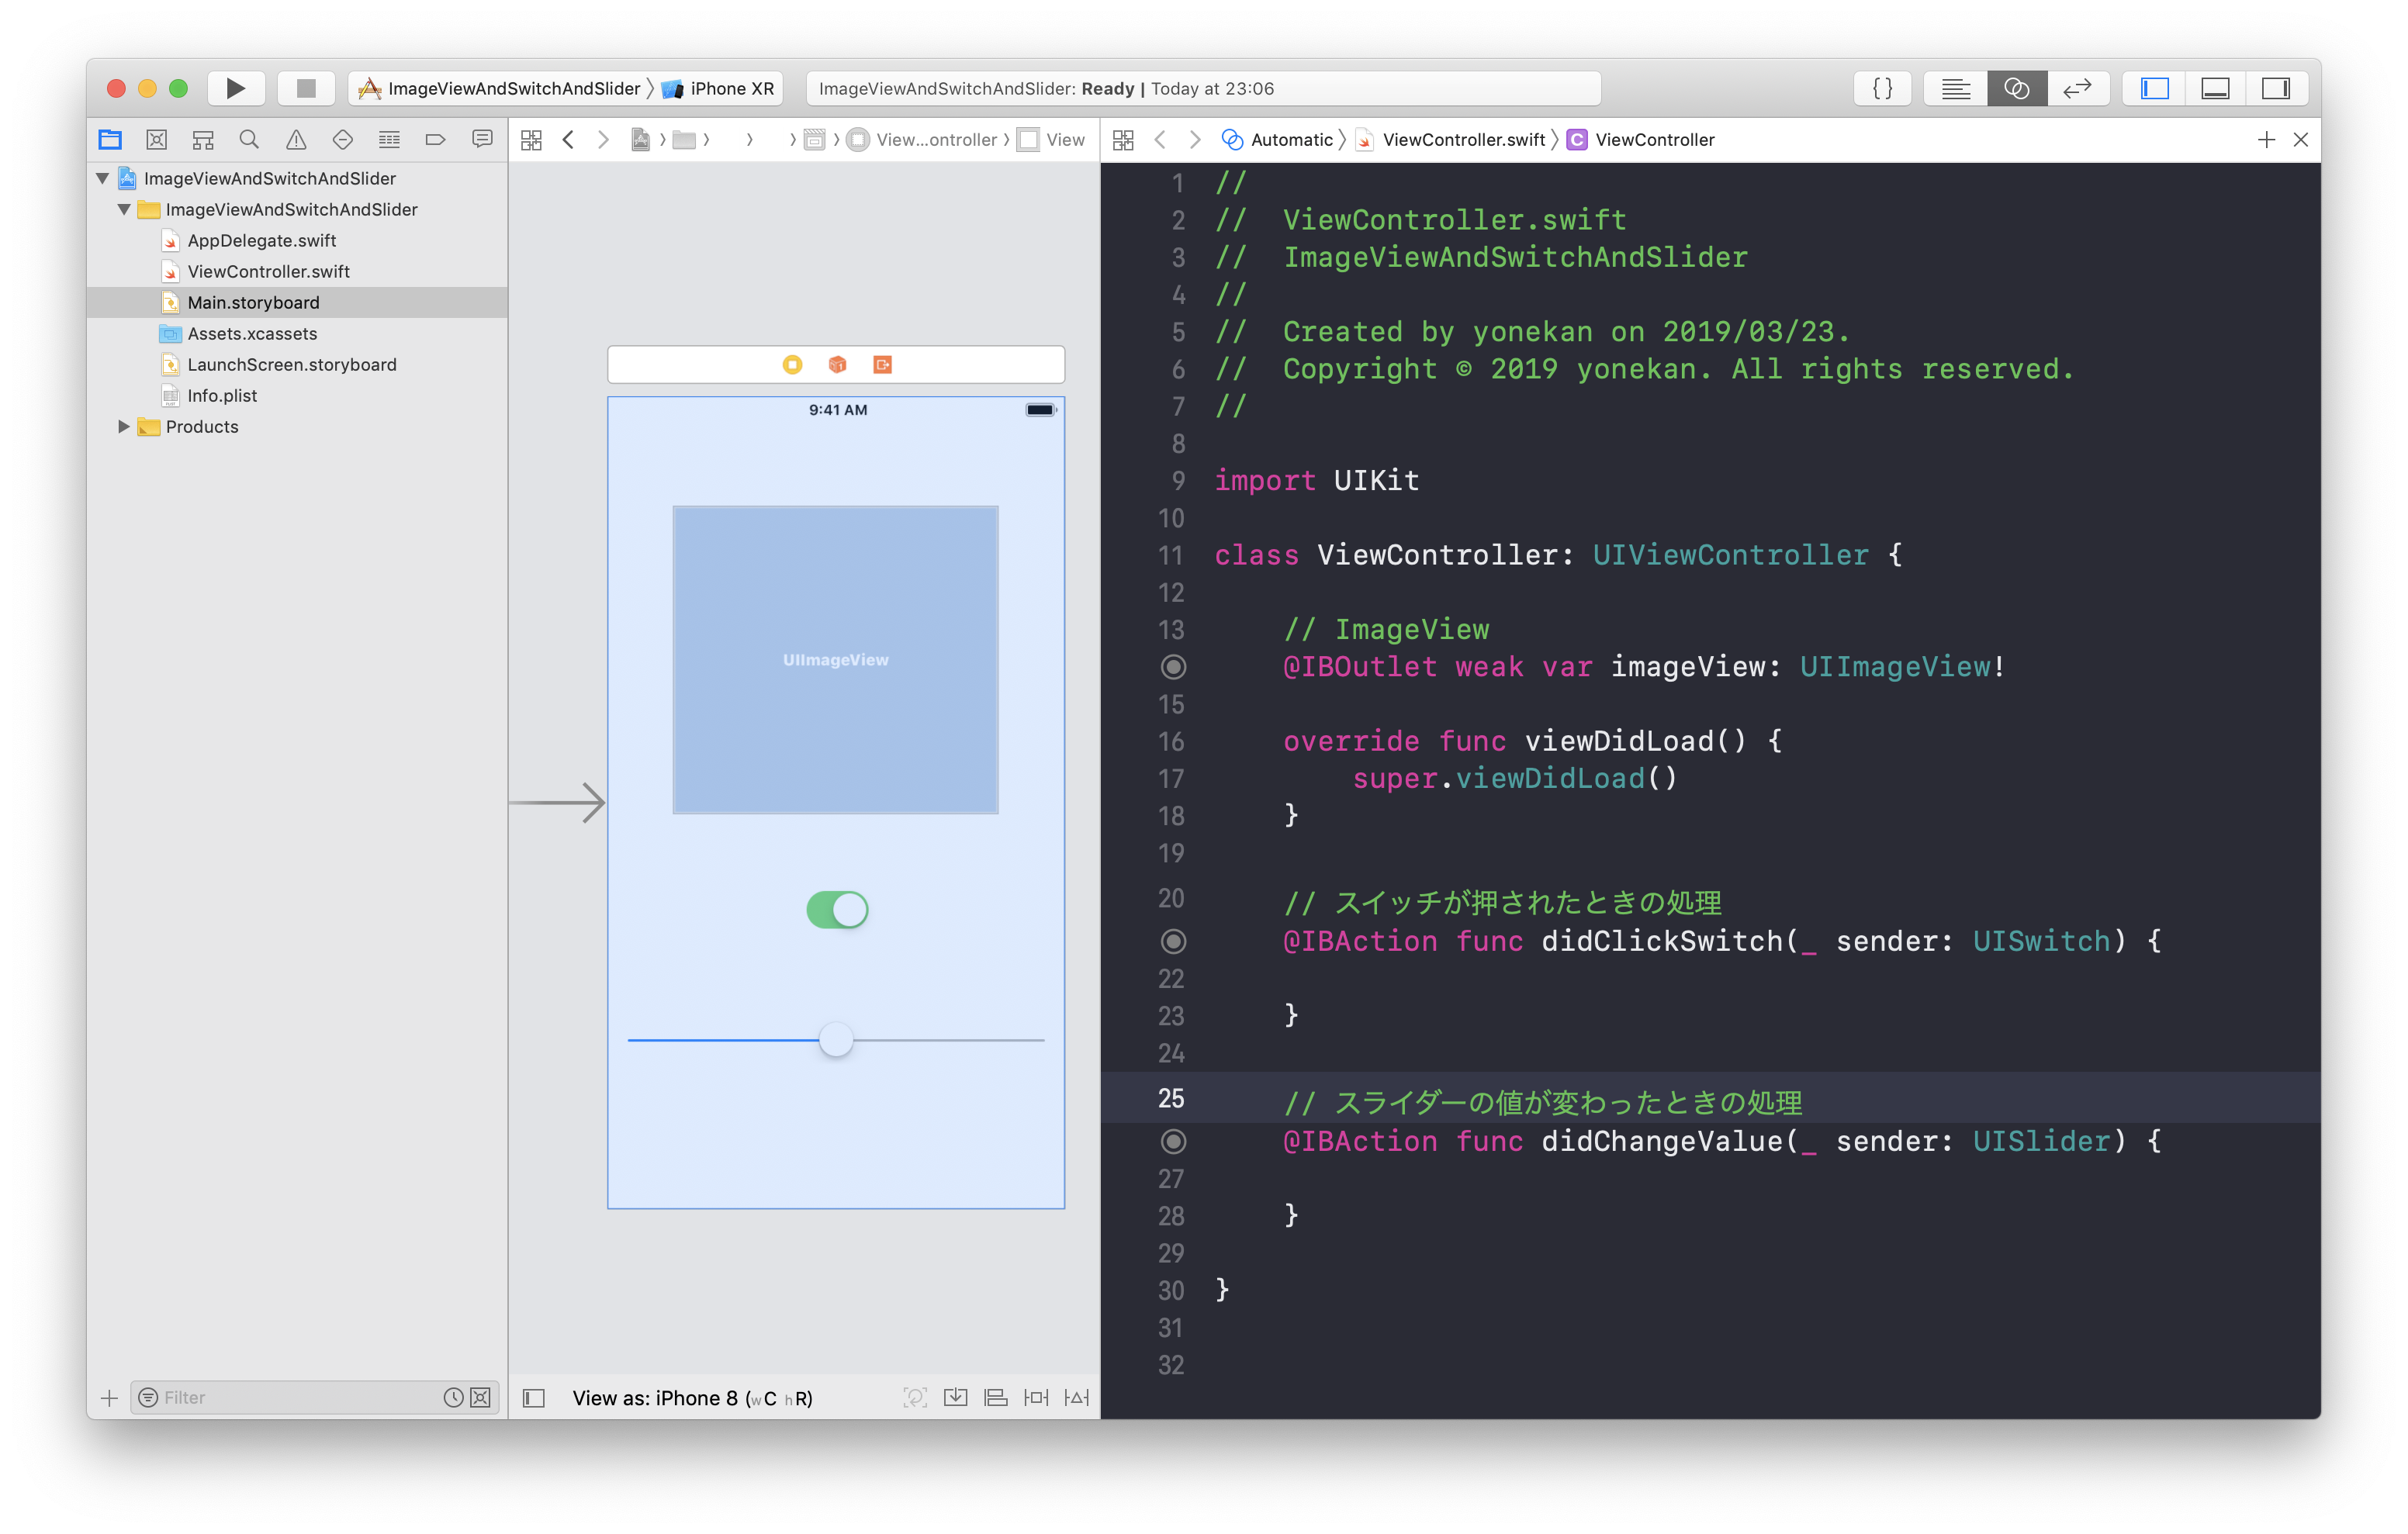 ImageViewAndSwitchAndSlider 〉 iPhone XR
ImageViewAndSwitchAndSlider: Ready | Today at 23:06
ImageViewAndSwitchAndSlider
ImageViewAndSwitchAndSlider
AppDelegate.swift
ViewController.swift
Main.storyboard
Assets.xcassets
LaunchScreen.storyboard
Info.plist
Products
Filter
View...ontroller 〉 View
9:41 AM
UIImageView
View as: iPhone 8 (wC hR)
Automatic 〉 ViewController.swift 〉 C ViewController
1 //
2 //  ViewController.swift
3 //  ImageViewAndSwitchAndSlider
4 //
5 //  Created by yonekan on 2019/03/23.
6 //  Copyright © 2019 yonekan. All rights reserved.
7 //
8
9 import UIKit
10
11 class ViewController: UIViewController {
12
13     // ImageView
@IBOutlet weak var imageView: UIImageView!
15
16     override func viewDidLoad() {
17         super.viewDidLoad()
18     }
19
20     // スイッチが押されたときの処理
@IBAction func didClickSwitch(_ sender: UISwitch) {
22
23     }
24
25     // スライダーの値が変わったときの処理
@IBAction func didChangeValue(_ sender: UISlider) {
27
28     }
29
30 }
31
32